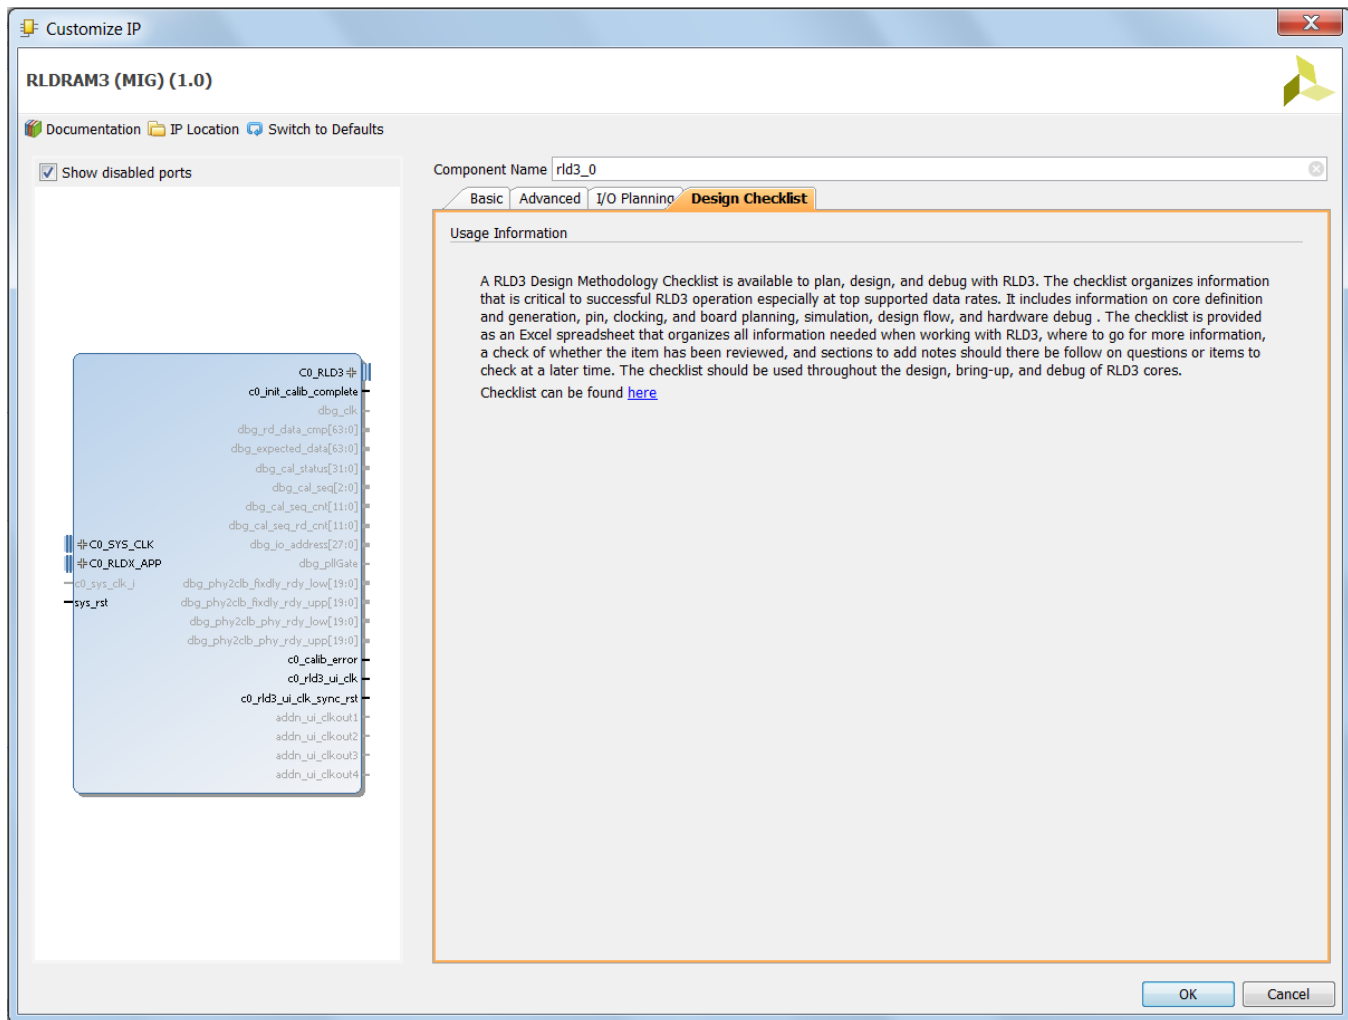 Customize IP
RLDRAM3 (MIG) (1.0)
Documentation IP Location Switch to Defaults
Show disabled ports
Component Name rld3_0
Basic Advanced I/O Planning Design Checklist
Usage Information
A RLD3 Design Methodology Checklist is available to plan, design, and debug with RLD3. The checklist organizes information
that is critical to successful RLD3 operation especially at top supported data rates. It includes information on core definition
and generation, pin, clocking, and board planning, simulation, design flow, and hardware debug . The checklist is provided
as an Excel spreadsheet that organizes all information needed when working with RLD3, where to go for more information,
a check of whether the item has been reviewed, and sections to add notes should there be follow on questions or items to
check at a later time. The checklist should be used throughout the design, bring-up, and debug of RLD3 cores.
Checklist can be found here
C0_RLD3
c0_init_calib_complete
dbg_clk
dbg_rd_data_cmp[63:0]
dbg_expected_data[63:0]
dbg_cal_status[31:0]
dbg_cal_seq[2:0]
dbg_cal_seq_cnt[11:0]
dbg_cal_seq_rd_cnt[11:0]
C0_SYS_CLK dbg_io_address[27:0]
C0_RLDX_APP dbg_pllGate
c0_sys_clk_i dbg_phy2clb_fixdly_rdy_low[19:0]
sys_rst dbg_phy2clb_fixdly_rdy_upp[19:0]
dbg_phy2clb_phy_rdy_low[19:0]
dbg_phy2clb_phy_rdy_upp[19:0]
c0_calib_error
c0_rld3_ui_clk
c0_rld3_ui_clk_sync_rst
addn_ui_clkout1
addn_ui_clkout2
addn_ui_clkout3
addn_ui_clkout4
OK Cancel